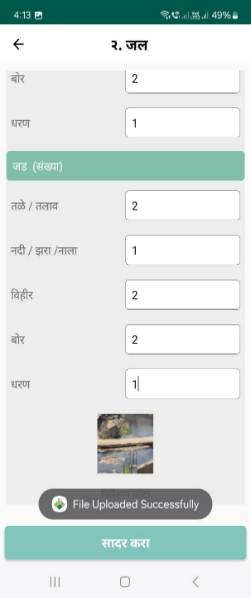 4:13 49%
२. जल
बोर 2
धरण 1
जड (संख्या)
तळे / तलाव 2
नदी / झरा /नाला 1
विहीर 2
बोर 2
धरण 1
File Uploaded Successfully
सादर करा